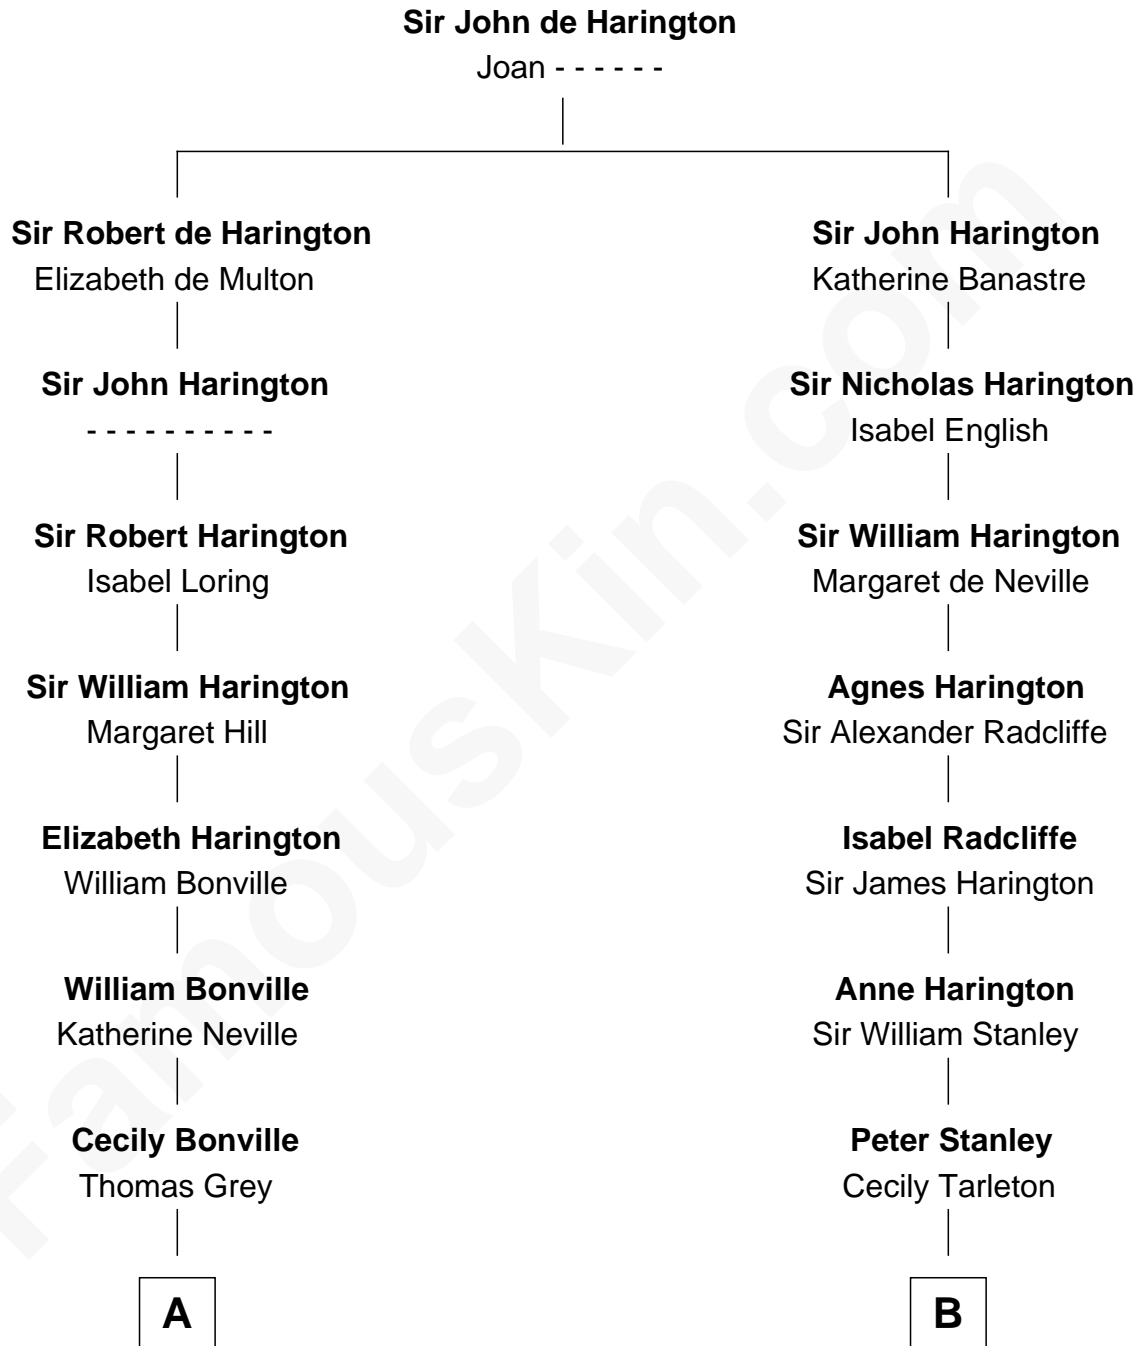 Sir John de Harington
Joan - - - - - -
Sir Robert de Harington
Elizabeth de Multon
Sir John Harington
- - - - - - - - - -
Sir Robert Harington
Isabel Loring
Sir William Harington
Margaret Hill
Elizabeth Harington
William Bonville
William Bonville
Katherine Neville
Cecily Bonville
Thomas Grey
A
Sir John Harington
Katherine Banastre
Sir Nicholas Harington
Isabel English
Sir William Harington
Margaret de Neville
Agnes Harington
Sir Alexander Radcliffe
Isabel Radcliffe
Sir James Harington
Anne Harington
Sir William Stanley
Peter Stanley
Cecily Tarleton
B
FamousKin.com